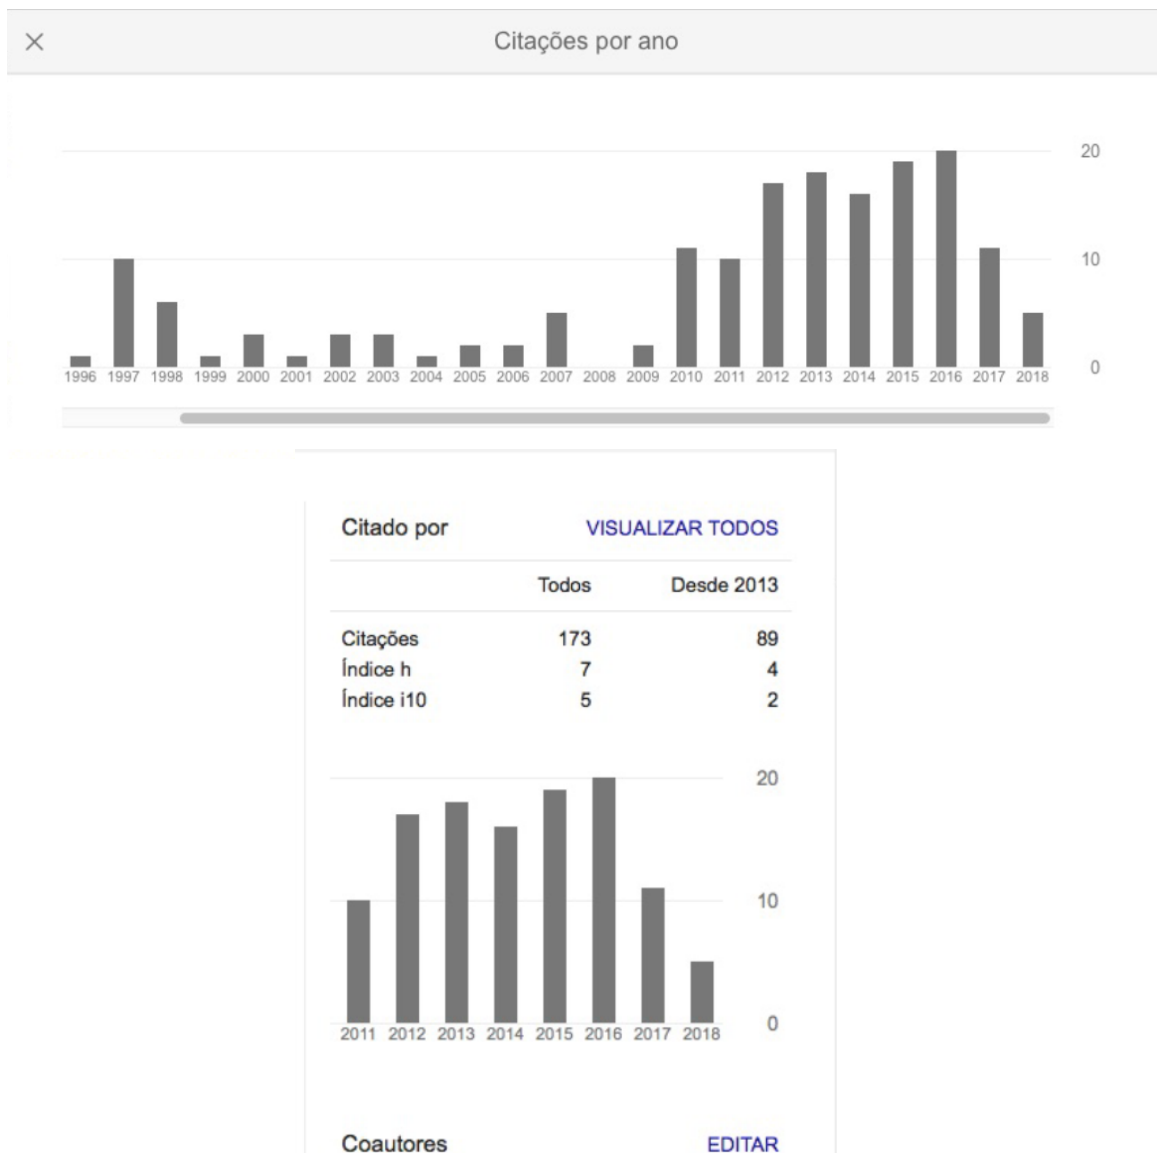 Citações por ano
20
10
0
1996 1997 1998 1999 2000 2001 2002 2003 2004 2005 2006 2007 2008 2009 2010 2011 2012 2013 2014 2015 2016 2017 2018
Citado por VISUALIZAR TODOS
Todos Desde 2013
Citações 173 89
Índice h 7 4
Índice i10 5 2
20
10
0
2011 2012 2013 2014 2015 2016 2017 2018
Coautores EDITAR